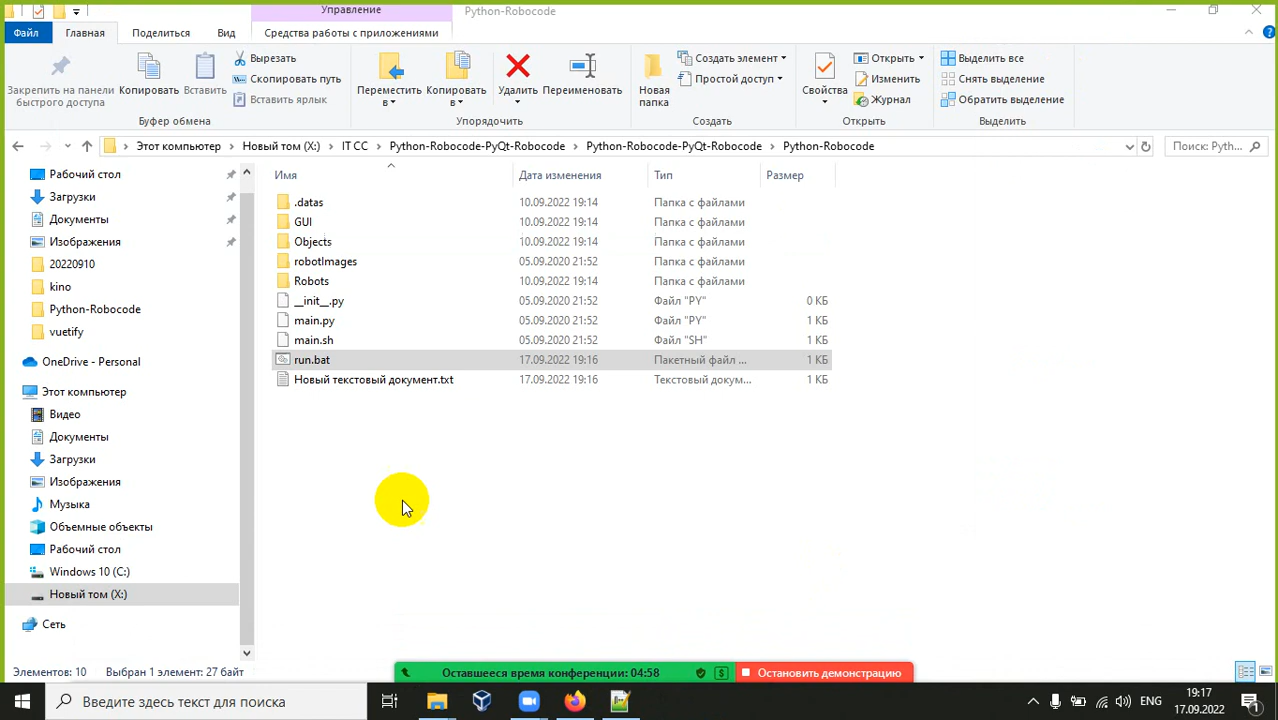 Управление
Python-Robocode
Файл
Главная
Поделиться
Вид
Средства работы с приложениями
Закрепить на панели быстрого доступа
Копировать
Вставить
Вырезать
Скопировать путь
Вставить ярлык
Буфер обмена
Переместить в
Копировать в
Удалить
Переименовать
Упорядочить
Новая папка
Создать элемент
Простой доступ
Создать
Свойства
Открыть
Изменить
Журнал
Открыть
Выделить все
Снять выделение
Обратить выделение
Выделить
Этот компьютер > Новый том (X:) > IT CC > Python-Robocode-PyQt-Robocode > Python-Robocode-PyQt-Robocode > Python-Robocode
Поиск: Pyth...
Рабочий стол
Загрузки
Документы
Изображения
20220910
kino
Python-Robocode
vuetify
OneDrive - Personal
Этот компьютер
Видео
Документы
Загрузки
Изображения
Музыка
Объемные объекты
Рабочий стол
Windows 10 (C:)
Новый том (X:)
Сеть
Имя Дата изменения Тип Размер
.datas 10.09.2022 19:14 Папка с файлами
GUI 10.09.2022 19:14 Папка с файлами
Objects 10.09.2022 19:14 Папка с файлами
robotImages 05.09.2020 21:52 Папка с файлами
Robots 10.09.2022 19:14 Папка с файлами
__init__.py 05.09.2020 21:52 Файл "PY" 0 КБ
main.py 05.09.2020 21:52 Файл "PY" 1 КБ
main.sh 05.09.2020 21:52 Файл "SH" 1 КБ
run.bat 17.09.2022 19:16 Пакетный файл ... 1 КБ
Новый текстовый документ.txt 17.09.2022 19:16 Текстовый докум... 1 КБ
Элементов: 10 Выбран 1 элемент: 27 байт
Оставшееся время конференции: 04:58
Остановить демонстрацию
Введите здесь текст для поиска
ENG
19:17
17.09.2022
1